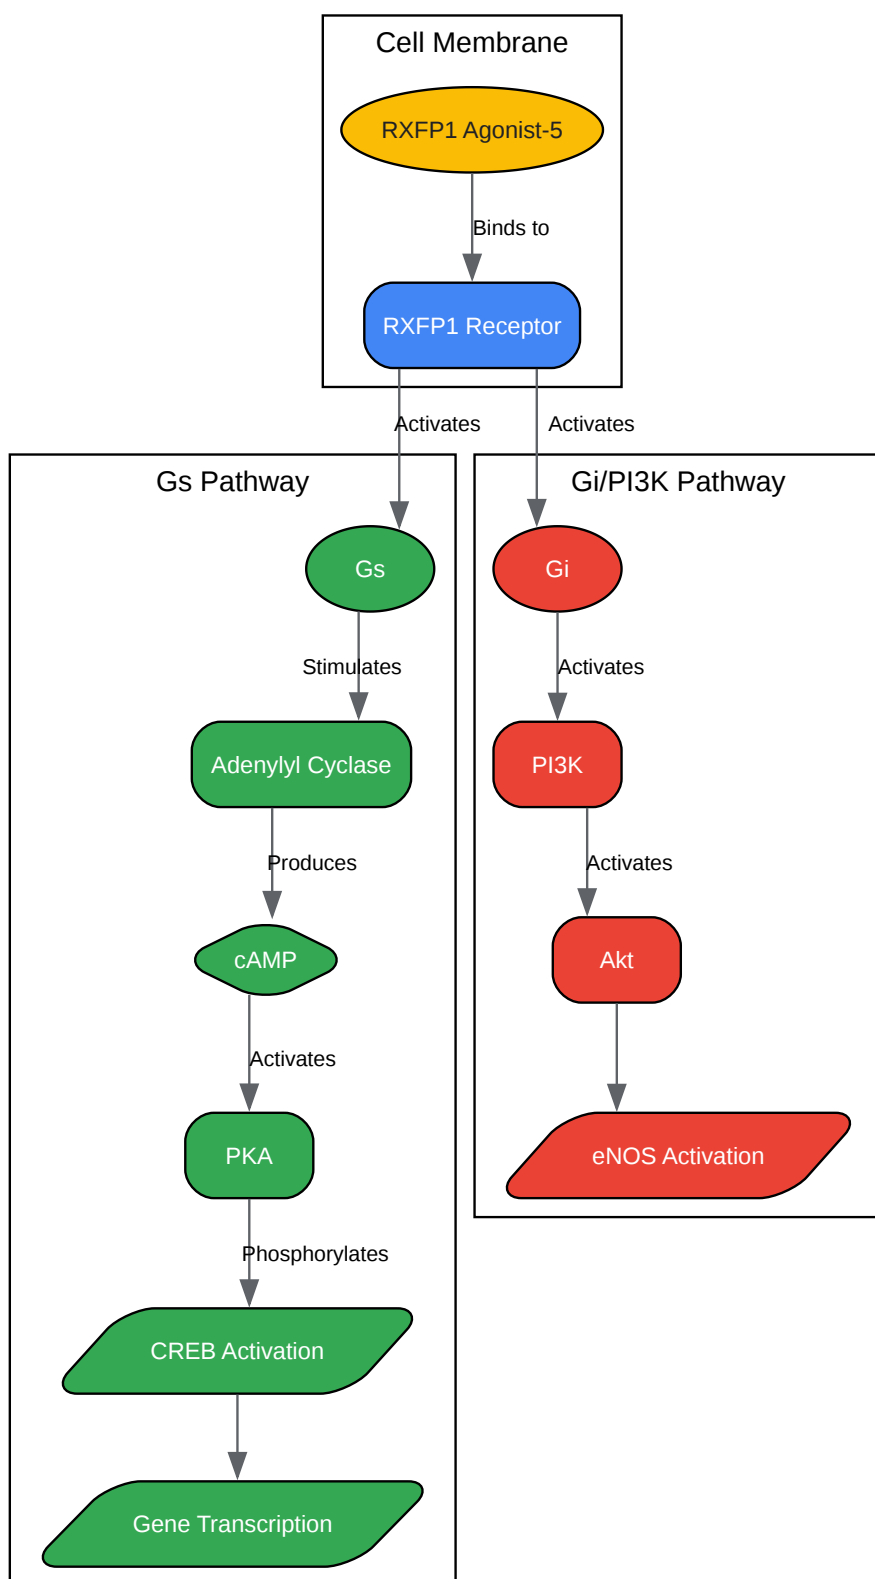 Cell Membrane
RXFP1 Agonist-5
Binds to
RXFP1 Receptor
Activates
Activates
Gs Pathway
Gi/PI3K Pathway
Gs
Gi
Stimulates
Activates
Adenylyl Cyclase
PI3K
Produces
Activates
cAMP
Akt
Activates
PKA
eNOS Activation
Phosphorylates
CREB Activation
Gene Transcription